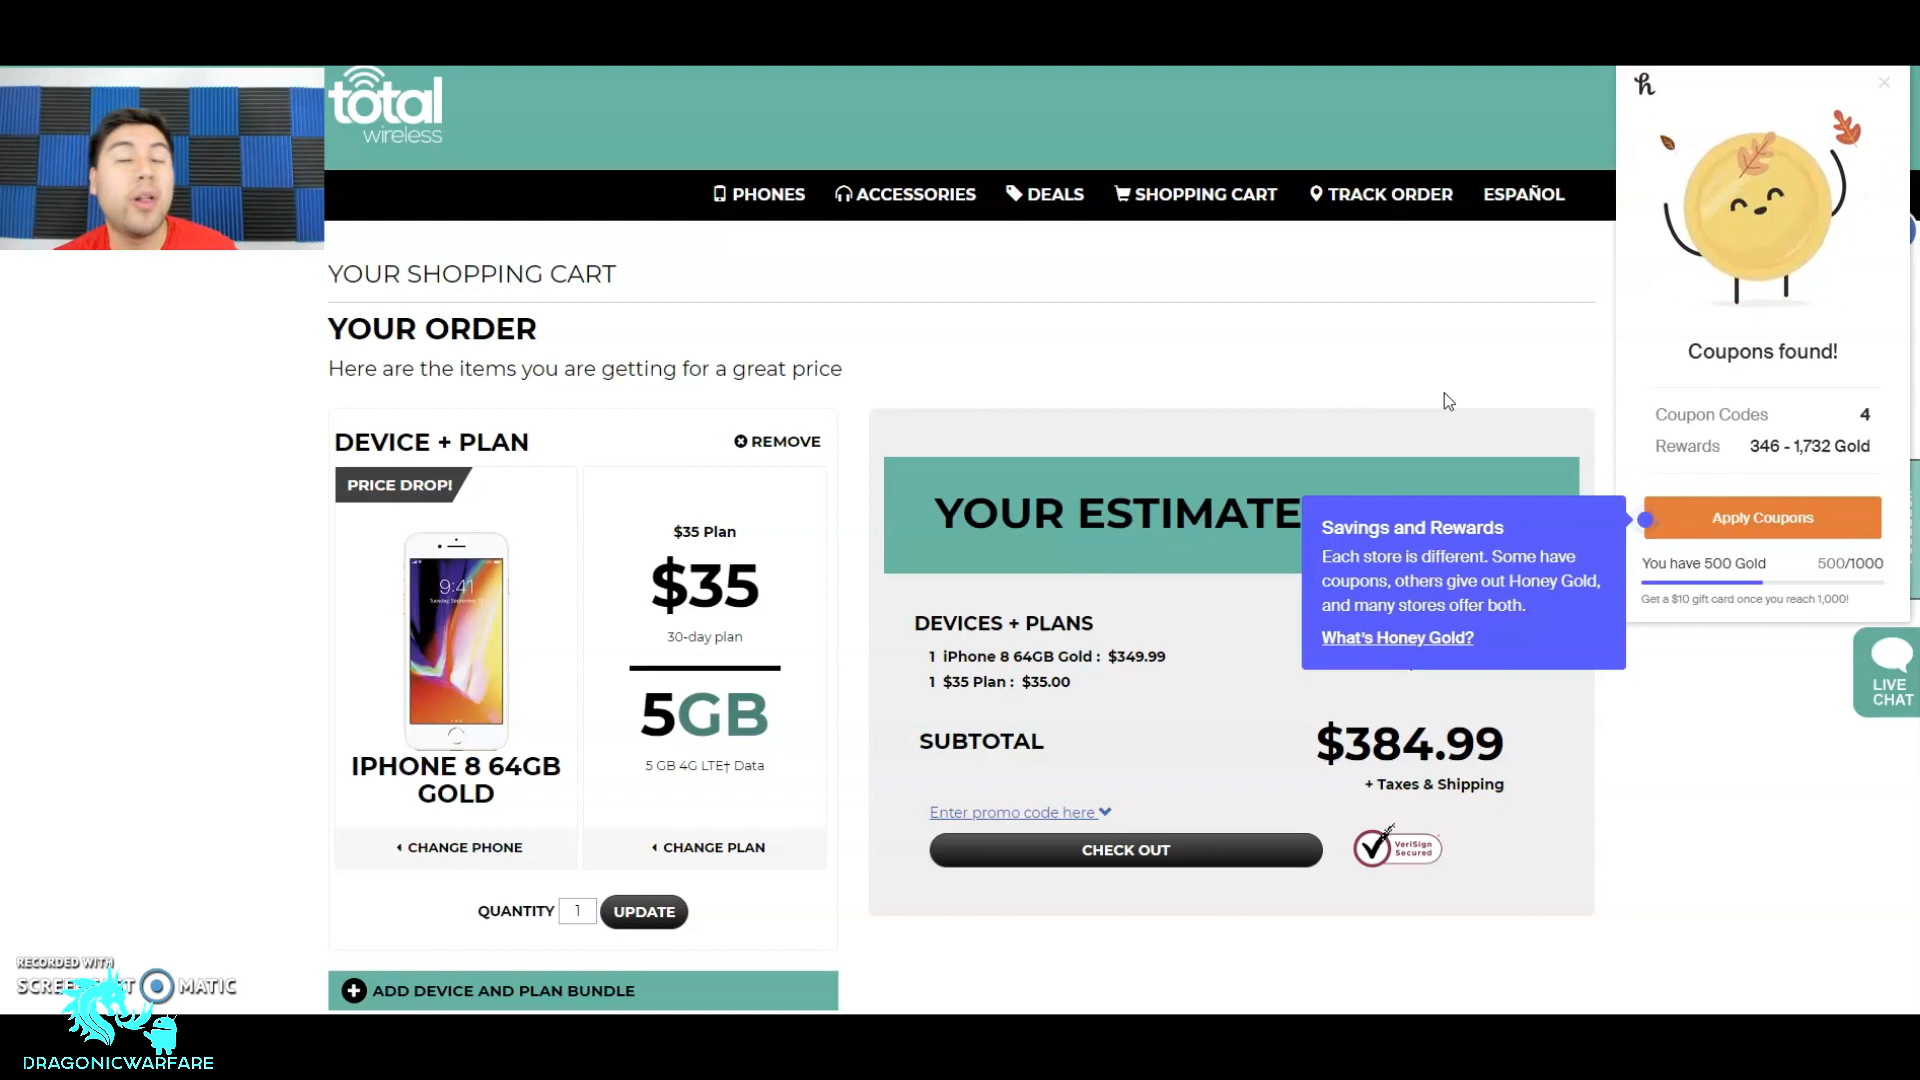 total
wireless
PHONES
ACCESSORIES
DEALS
SHOPPING CART
TRACK ORDER
ESPAÑOL
YOUR SHOPPING CART
YOUR ORDER
Here are the items you are getting for a great price
DEVICE + PLAN
REMOVE
PRICE DROP!
9:41
IPHONE 8 64GB
GOLD
CHANGE PHONE
$35 Plan
$35
30-day plan
5GB
5 GB 4G LTE† Data
CHANGE PLAN
QUANTITY 1 UPDATE
ADD DEVICE AND PLAN BUNDLE
YOUR ESTIMATE
DEVICES + PLANS
1 iPhone 8 64GB Gold : $349.99
1 $35 Plan : $35.00
SUBTOTAL
$384.99
+ Taxes & Shipping
Enter promo code here
CHECK OUT
VeriSign
Secured
Savings and Rewards
Each store is different. Some have
coupons, others give out Honey Gold,
and many stores offer both.
What's Honey Gold?
h
Coupons found!
Coupon Codes 4
Rewards 346 - 1,732 Gold
Apply Coupons
You have 500 Gold 500/1000
Get a $10 gift card once you reach 1,000!
LIVE
CHAT
RECORDED WITH
MATIC
DRAGONICWARFARE